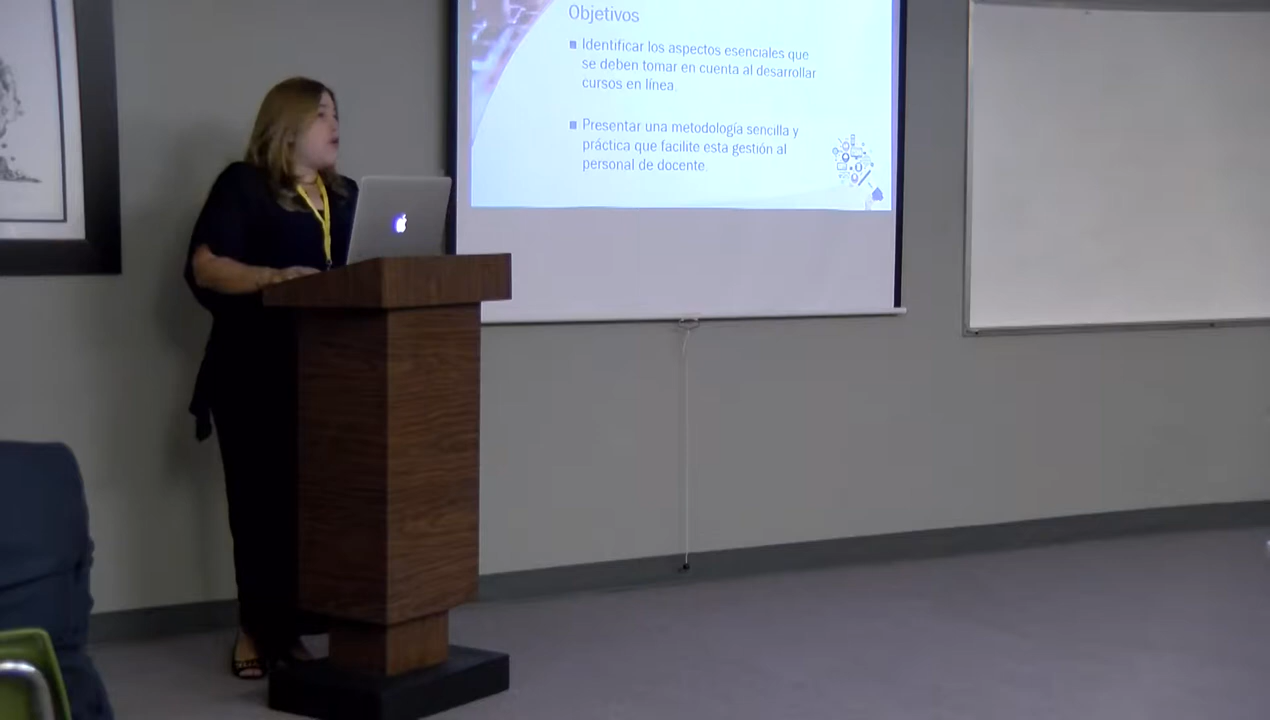 Objetivos
Identificar los aspectos esenciales que
se deben tomar en cuenta al desarrollar
cursos en línea.
Presentar una metodología sencilla y
práctica que facilite esta gestión al
personal de docente.